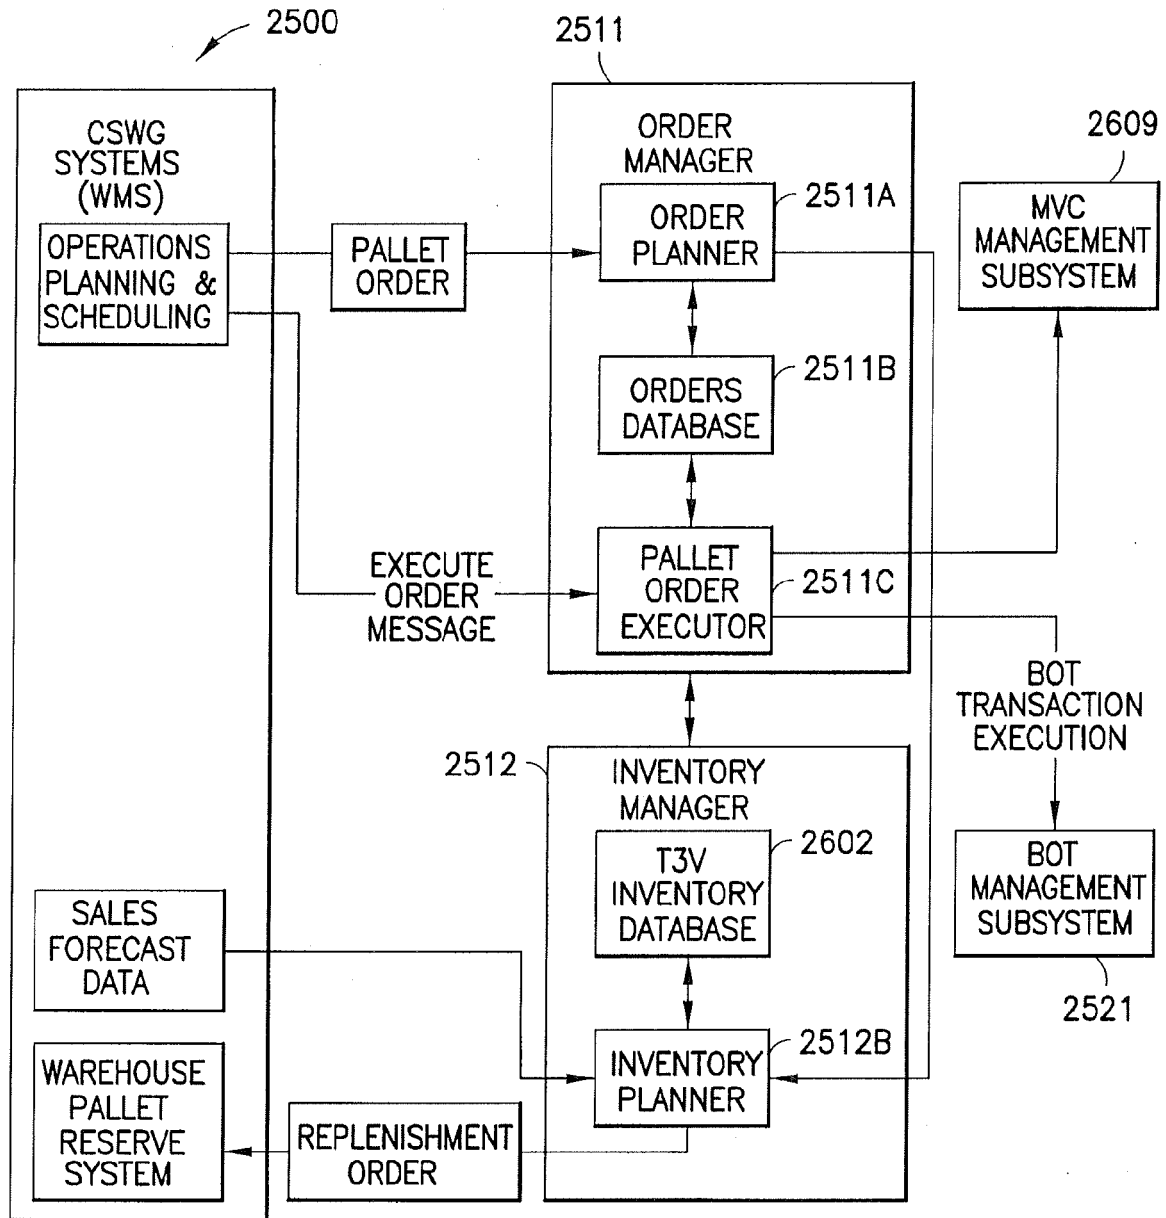 2500
2511
CSWG
SYSTEMS
(WMS)
ORDER
MANAGER
2609
OPERATIONS
PLANNING &
SCHEDULING
PALLET
ORDER
ORDER
PLANNER
2511A
MVC
MANAGEMENT
SUBSYSTEM
ORDERS
DATABASE
2511B
EXECUTE
ORDER
MESSAGE
PALLET
ORDER
EXECUTOR
2511C
BOT
TRANSACTION
EXECUTION
2512
INVENTORY
MANAGER
T3V
INVENTORY
DATABASE
2602
BOT
MANAGEMENT
SUBSYSTEM
2521
SALES
FORECAST
DATA
INVENTORY
PLANNER
2512B
WAREHOUSE
PALLET
RESERVE
SYSTEM
REPLENISHMENT
ORDER